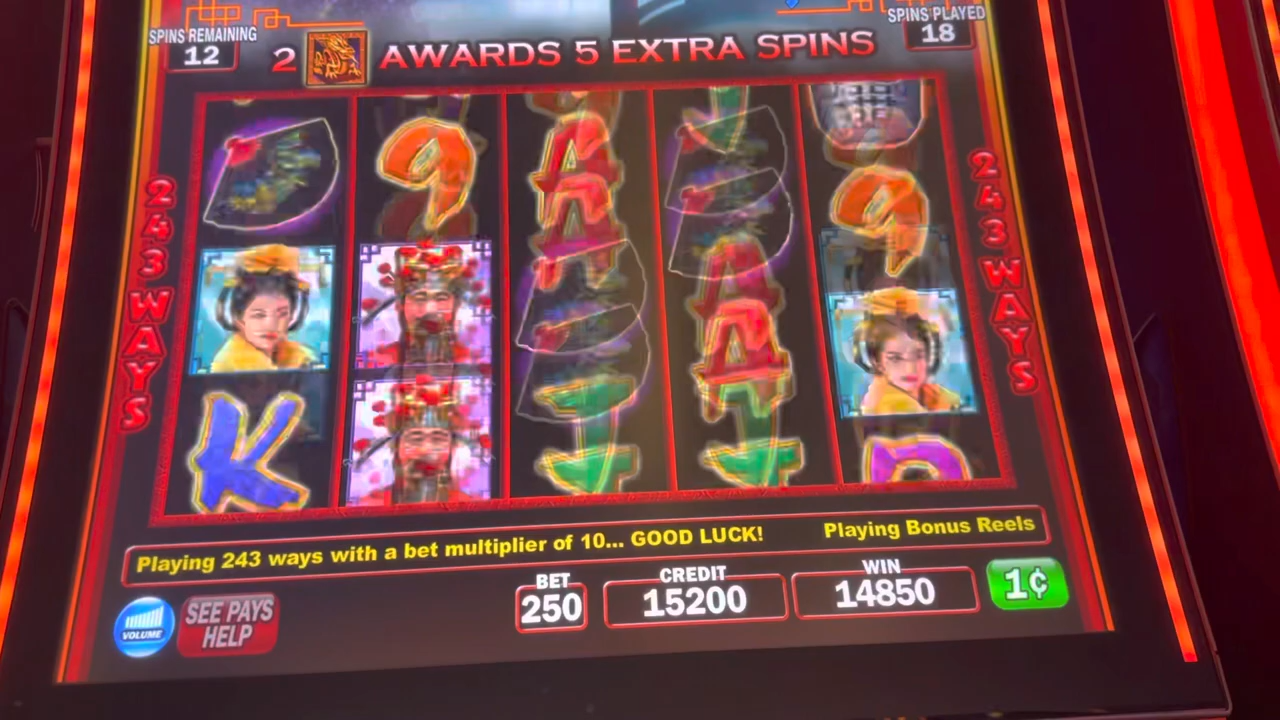 SPINS REMAINING
12
2 AWARDS 5 EXTRA SPINS
SPINS PLAYED
18
243 WAYS
243 WAYS
9
A
A
J
9
A
A
K
J
J
Playing 243 ways with a bet multiplier of 10... GOOD LUCK!
Playing Bonus Reels
VOLUME
SEE PAYS
HELP
BET
250
CREDIT
15200
WIN
14850
1¢